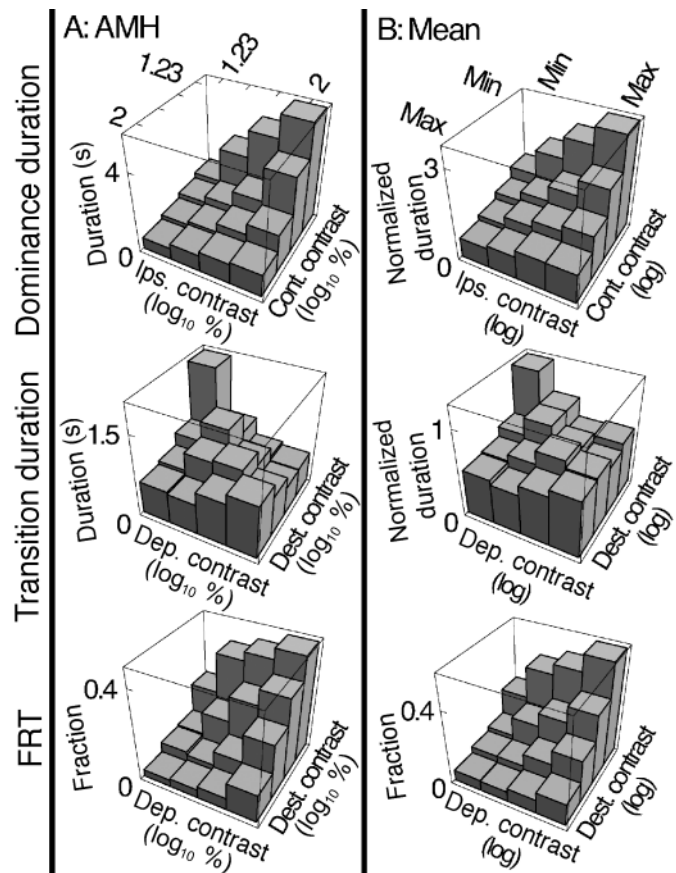 A: AMH
B: Mean
Dominance duration
2
1.23
1.23
2
4
0
Duration (s)
Ips. contrast
(log10 %)
Cont. contrast
(log10 %)
Max
Min
Min
Max
3
0
Normalized
duration
Ips. contrast
(log)
Cont. contrast
(log)
Transition duration
1.5
0
Duration (s)
Dep. contrast
(log10 %)
Dest. contrast
(log10 %)
1
0
Normalized
duration
Dep. contrast
(log)
Dest. contrast
(log)
FRT
0.4
0
Fraction
Dep. contrast
(log10 %)
Dest. contrast
(log10 %)
0.4
0
Fraction
Dep. contrast
(log)
Dest. contrast
(log)